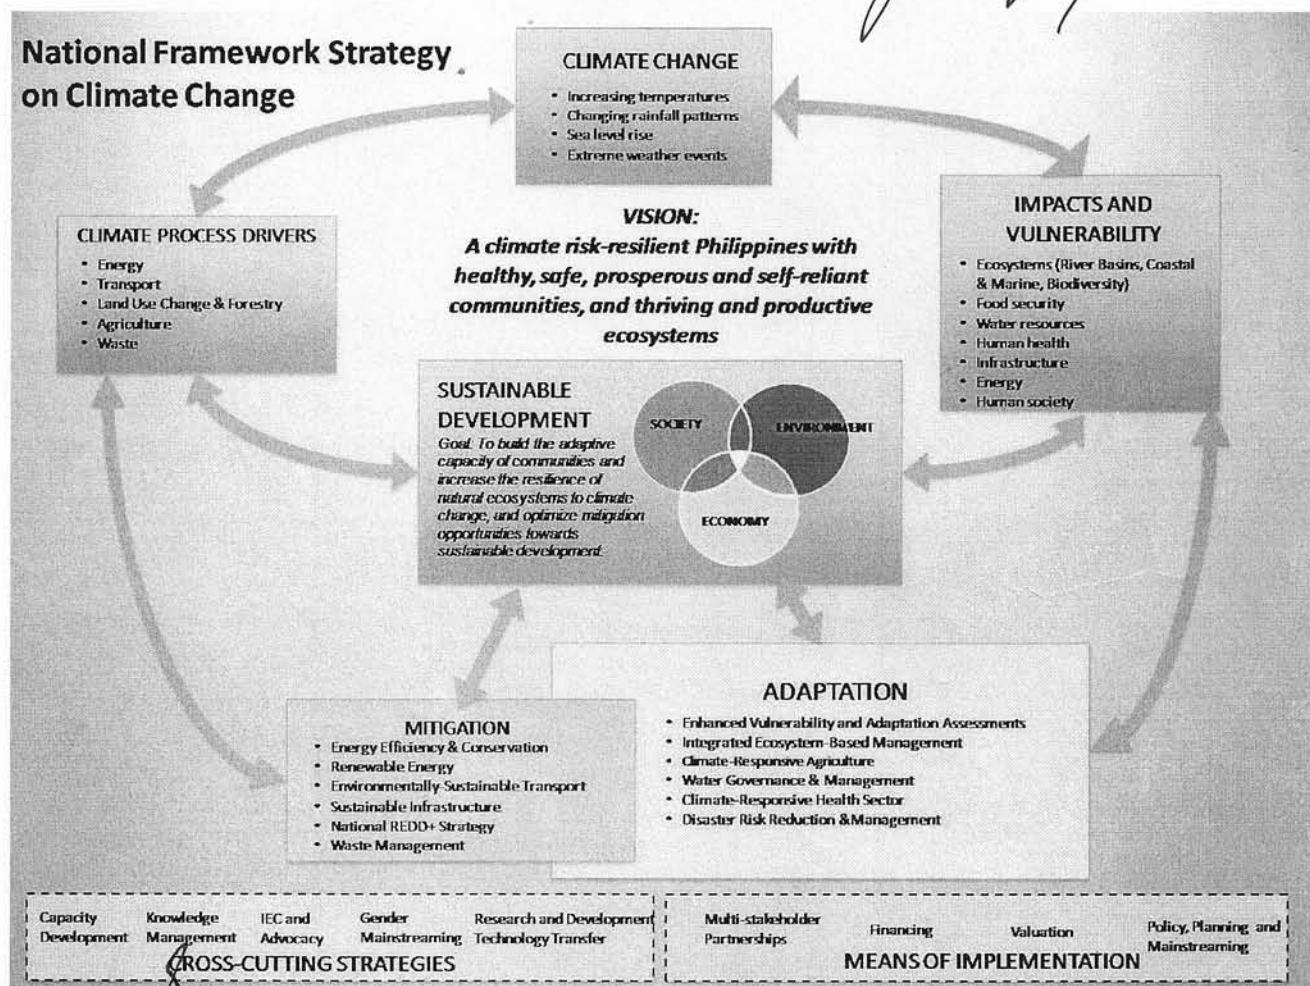 National Framework Strategy
on Climate Change
CLIMATE CHANGE
• Increasing temperatures
• Changing rainfall patterns
• Sea level rise
• Extreme weather events
CLIMATE PROCESS DRIVERS
• Energy
• Transport
• Land Use Change & Forestry
• Agriculture
• Waste
VISION:
A climate risk-resilient Philippines with
healthy, safe, prosperous and self-reliant
communities, and thriving and productive
ecosystems
IMPACTS AND
VULNERABILITY
• Ecosystems (River Basins, Coastal
& Marine, Biodiversity)
• Food security
• Water resources
• Human health
• Infrastructure
• Energy
• Human society
SUSTAINABLE
DEVELOPMENT
Goal: To build the adaptive
capacity of communities and
increase the resilience of
natural ecosystems to climate
change, and optimize mitigation
opportunities towards
sustainable development.
SOCIETY
ENVIRONMENT
ECONOMY
MITIGATION
• Energy Efficiency & Conservation
• Renewable Energy
• Environmentally-Sustainable Transport
• Sustainable Infrastructure
• National REDD+ Strategy
• Waste Management
ADAPTATION
• Enhanced Vulnerability and Adaptation Assessments
• Integrated Ecosystem-Based Management
• Climate-Responsive Agriculture
• Water Governance & Management
• Climate-Responsive Health Sector
• Disaster Risk Reduction &Management
Capacity
Development
Knowledge
Management
IEC and
Advocacy
Gender
Mainstreaming
Research and Development
Technology Transfer
CROSS-CUTTING STRATEGIES
Multi-stakeholder
Partnerships
Financing
Valuation
Policy, Planning and
Mainstreaming
MEANS OF IMPLEMENTATION